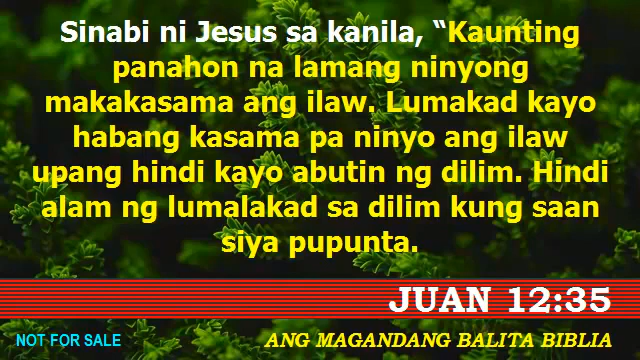 Sinabi ni Jesus sa kanila, “Kaunting
panahon na lamang ninyong
makakasama ang ilaw. Lumakad kayo
habang kasama pa ninyo ang ilaw
upang hindi kayo abutin ng dilim. Hindi
alam ng lumalakad sa dilim kung saan
siya pupunta.
JUAN 12:35
NOT FOR SALE
ANG MAGANDANG BALITA BIBLIA